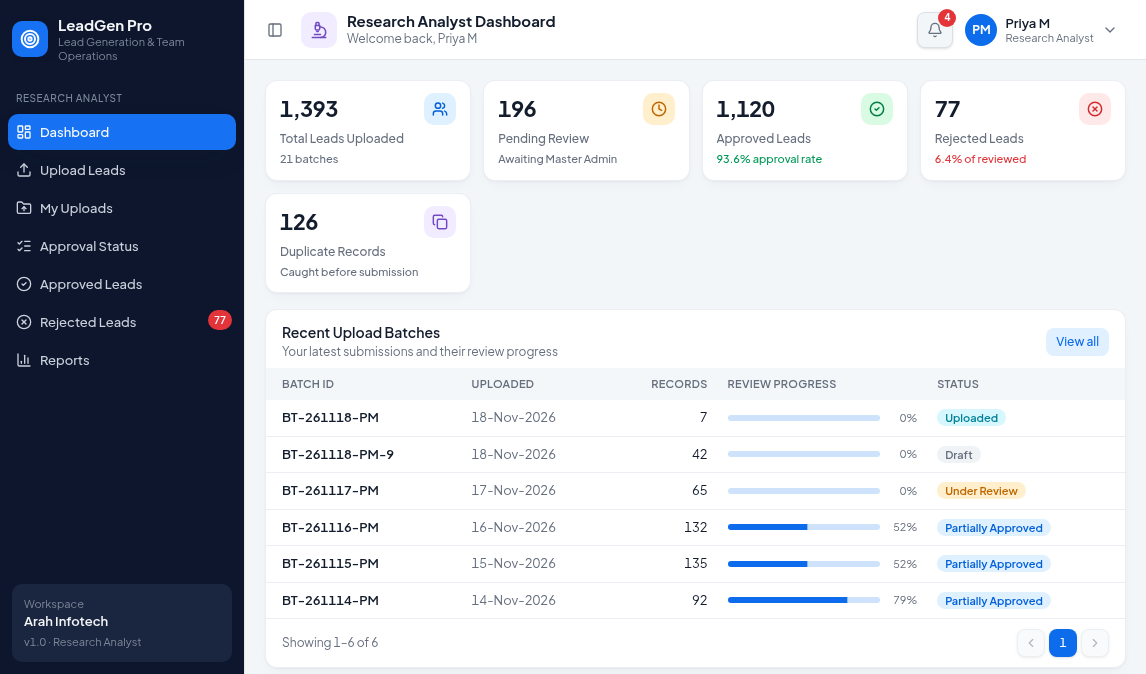 LeadGen Pro
Lead Generation & Team
Operations
RESEARCH ANALYST
Dashboard
Upload Leads
My Uploads
Approval Status
Approved Leads
Rejected Leads 77
Reports
Workspace
Arah Infotech
v1.0 · Research Analyst
Research Analyst Dashboard
Welcome back, Priya M
4
PM
Priya M
Research Analyst
1,393
Total Leads Uploaded
21 batches
196
Pending Review
Awaiting Master Admin
1,120
Approved Leads
93.6% approval rate
77
Rejected Leads
6.4% of reviewed
126
Duplicate Records
Caught before submission
Recent Upload Batches
Your latest submissions and their review progress
View all
BATCH ID UPLOADED RECORDS REVIEW PROGRESS STATUS
BT-261118-PM 18-Nov-2026 7 0% Uploaded
BT-261118-PM-9 18-Nov-2026 42 0% Draft
BT-261117-PM 17-Nov-2026 65 0% Under Review
BT-261116-PM 16-Nov-2026 132 52% Partially Approved
BT-261115-PM 15-Nov-2026 135 52% Partially Approved
BT-261114-PM 14-Nov-2026 92 79% Partially Approved
Showing 1–6 of 6
1